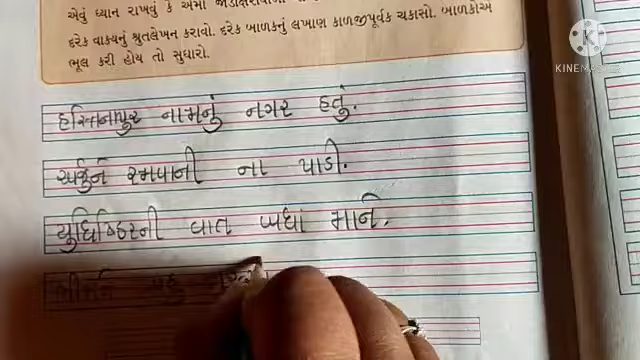 એવું ધ્યાન રાખવું કે
દરેક વાક્યનું શ્રુતલેખન કરાવો. દરેક બાળકનું લખાણ કાળજીપૂર્વક ચકાસો. બાળકોએ
ભૂલ કરી હોય તો સુધારો.
KINEMASTER
હસ્તિનાપુર નામનું નગર હતું.
અર્જુને રમવાની ના પાડી.
યુધિષ્ઠિરની વાત બધાં માને.